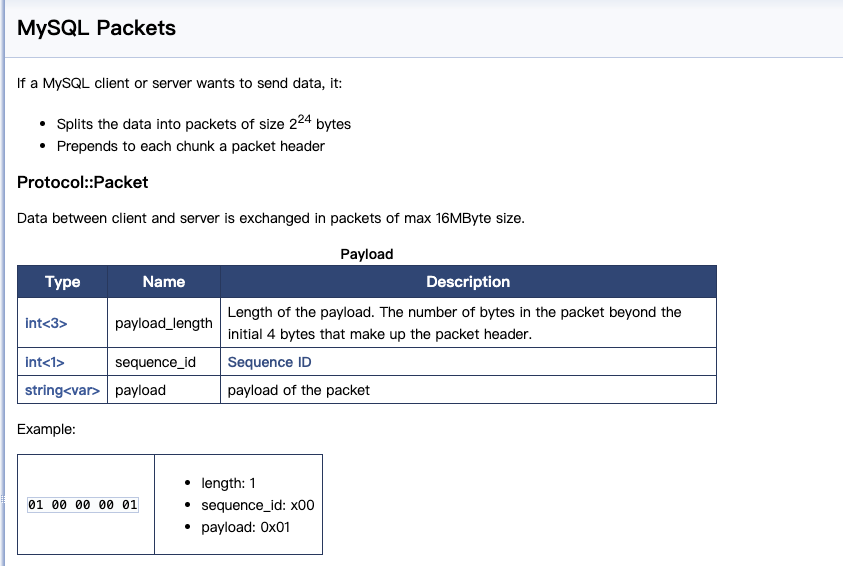 MySQL Packets
If a MySQL client or server wants to send data, it:
• Splits the data into packets of size 2²⁴ bytes
• Prepends to each chunk a packet header
Protocol::Packet
Data between client and server is exchanged in packets of max 16MByte size.
Payload
Type Name Description
int<3> payload_length Length of the payload. The number of bytes in the packet beyond the
initial 4 bytes that make up the packet header.
int<1> sequence_id Sequence ID
string<var> payload payload of the packet
Example:
01 00 00 00 01
• length: 1
• sequence_id: x00
• payload: 0x01